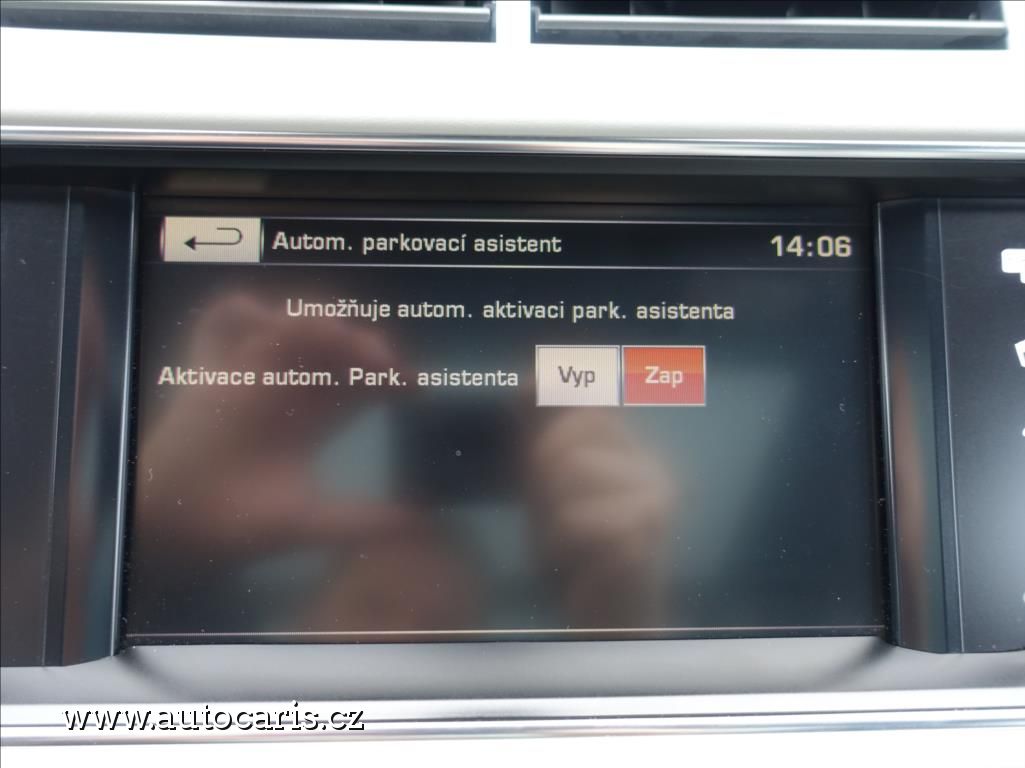 Autom. parkovací asistent 14:06
Umožňuje autom. aktivaci park. asistenta
Aktivace autom. Park. asistenta Vyp Zap
www.autocaris.cz